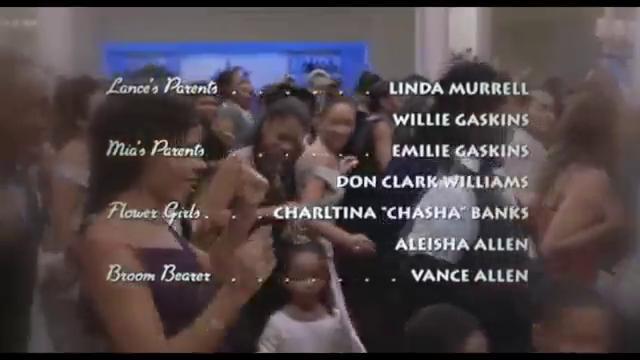 Lance's Parents . . . . . . LINDA MURRELL
WILLIE GASKINS
Mia's Parents . . . . . . EMILIE GASKINS
DON CLARK WILLIAMS
Flower Girls . . . CHARLTINA "CHASHA" BANKS
ALEISHA ALLEN
Broom Bearer . . . . . . . VANCE ALLEN